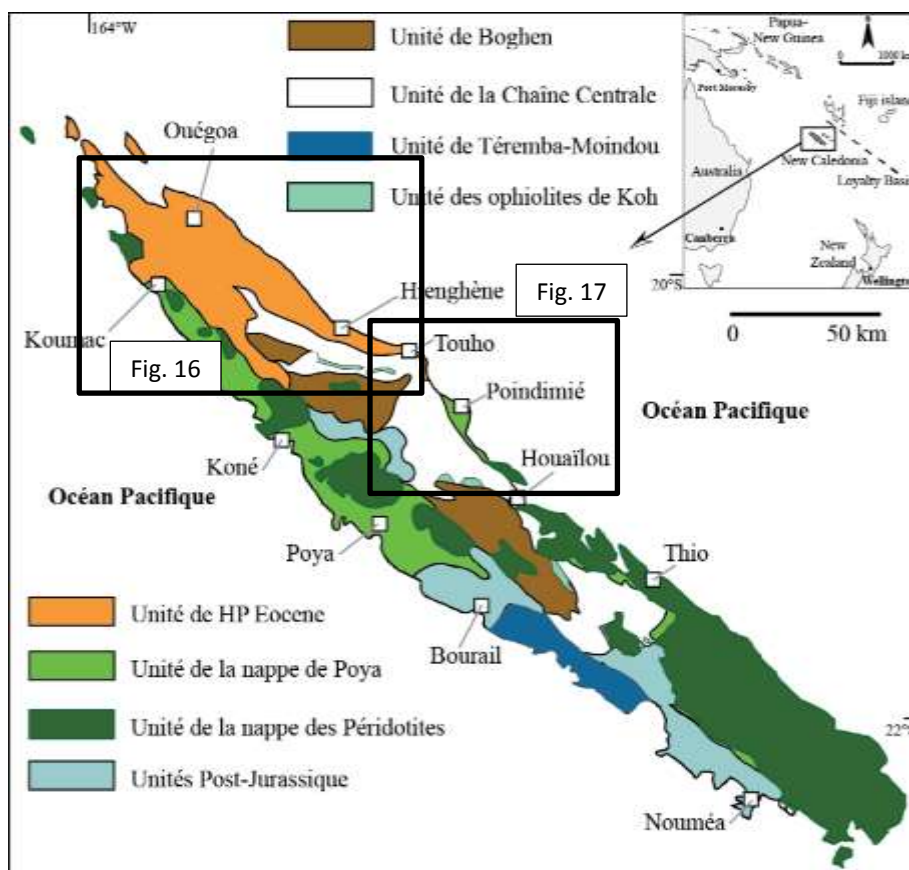 164°W
Unité de Boghen
Unité de la Chaîne Centrale
Unité de Téremba-Moindou
Unité des ophiolites de Koh
Papua-
New Guinea
0 1000 km
Port Moresby
Fiji island
New Caledonia
Loyalty Basin
Australia
Canberra
New
Zealand
Wellington
20°S
0 50 km
Ouégoa
Hienghène
Fig. 17
Koumac
Fig. 16
Touho
Poindimié
Océan Pacifique
Koné
Houaïlou
Océan Pacifique
Poya
Thio
Unité de HP Eocene
Bourail
Unité de la nappe de Poya
Unité de la nappe des Péridotites
22°
Unités Post-Jurassique
Nouméa